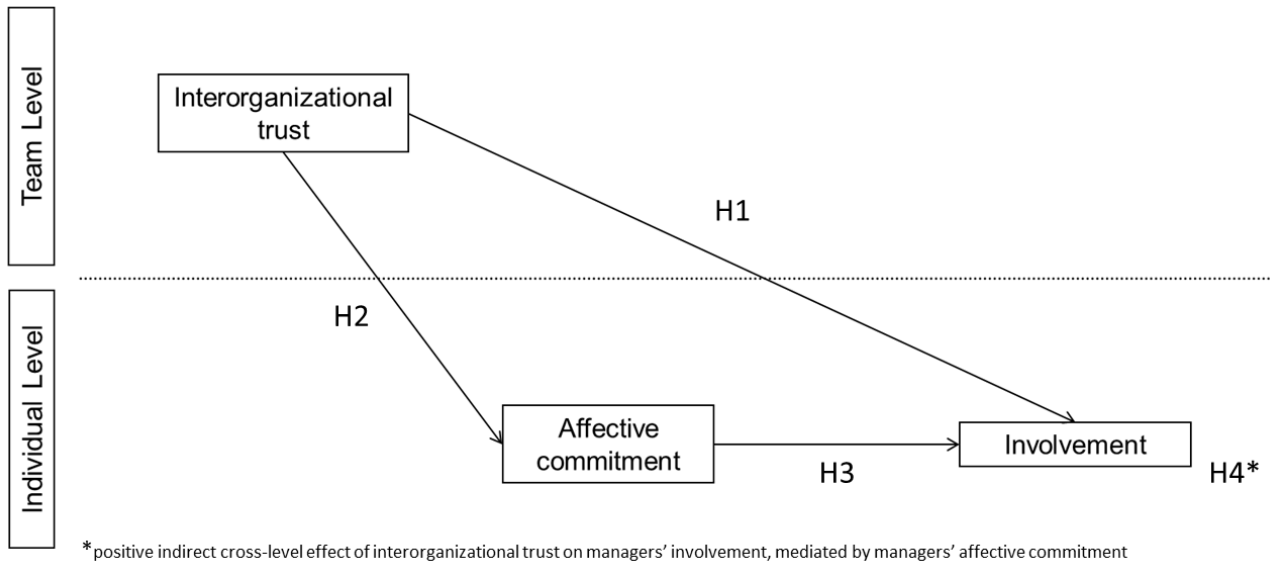 Team Level
Interorganizational
trust
H1
H2
Individual Level
Affective
commitment
H3
Involvement
H4*
*positive indirect cross-level effect of interorganizational trust on managers’ involvement, mediated by managers’ affective commitment